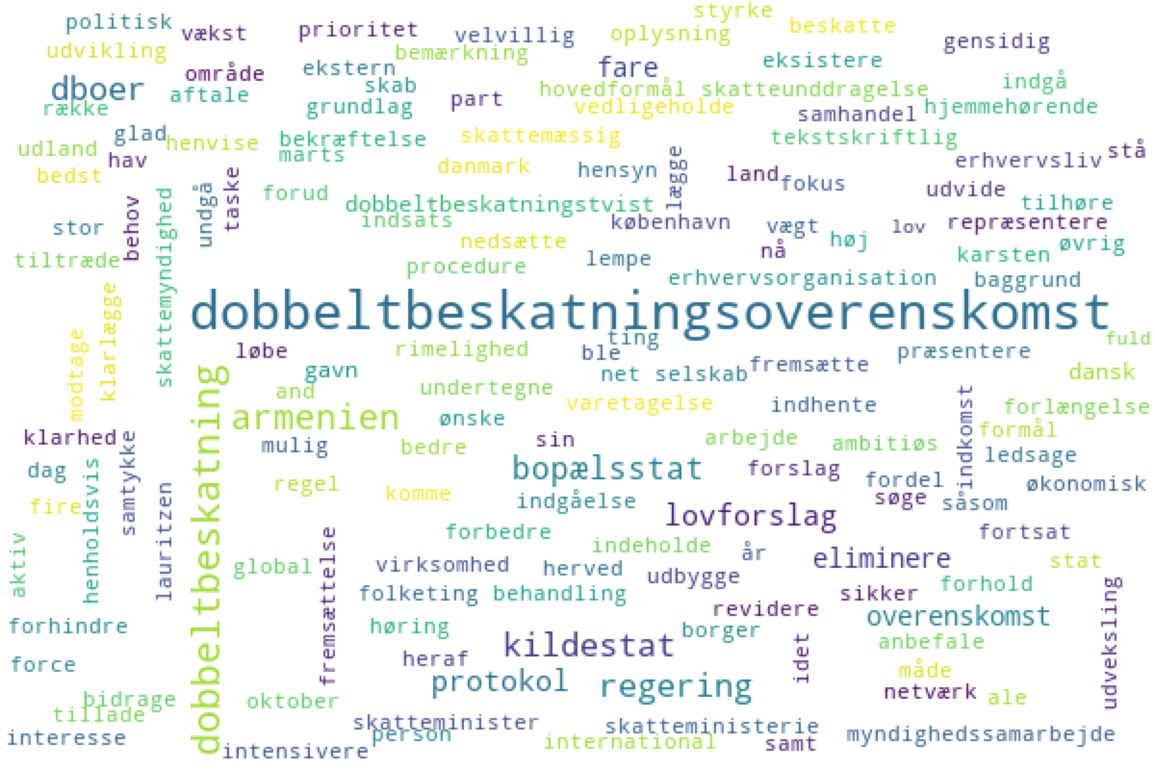 politisk
vækst
prioritet
velvillig
styrke
oplysning
beskatte
gensidig
udvikling
bemærkning
område
ekstern
fare
eksistere
dboer
skab
indgå
aftale
hovedformål
skatteunddragelse
række
grundlag
part
vedligeholde
samhandel
hjemmehørende
glad
henvise
bekræftelse
skattemæssig
tekstskriftlig
udland
hav
marts
danmark
hensyn
lægge
land
fokus
erhvervsliv
stå
bedst
forud
taske
undgå
behov
skattemyndighed
dobbeltbeskatningstvist
udvide
tilhøre
stor
indsats
københavn
vægt
lov
repræsentere
nedsætte
nå
høj
øvrig
tiltræde
procedure
lempe
karsten
erhvervsorganisation
baggrund
dobbeltbeskatningsoverenskomst
klarlægge
modtage
løbe
rimelighed
ting
ble
fremsætte
præsentere
fuld
gavn
net selskab
dansk
and
undertegne
dobbeltbeskatning
armenien
ønske
varetagelse
indhente
indkomst
forlængelse
klarhed
samtykke
mulig
bedre
sin
arbejde
ambitiøs
formål
dag
henholdsvis
bopælsstat
forslag
ledsage
regel
komme
indgåelse
fordel
søge
såsom
økonomisk
fire
lauritzen
lovforslag
aktiv
forbedre
indeholde
år
eliminere
fortsat
stat
global
fremsættelse
virksomhed
herved
udbygge
forhold
folketing
behandling
sikker
revidere
overenskomst
udveksling
forhindre
høring
kildestat
borger
idet
anbefale
force
heraf
måde
protokol
regering
netværk
ale
bidrage
oktober
tillade
skatteminister
skatteministerie
interesse
person
international
samt
myndighedssamarbejde
intensivere